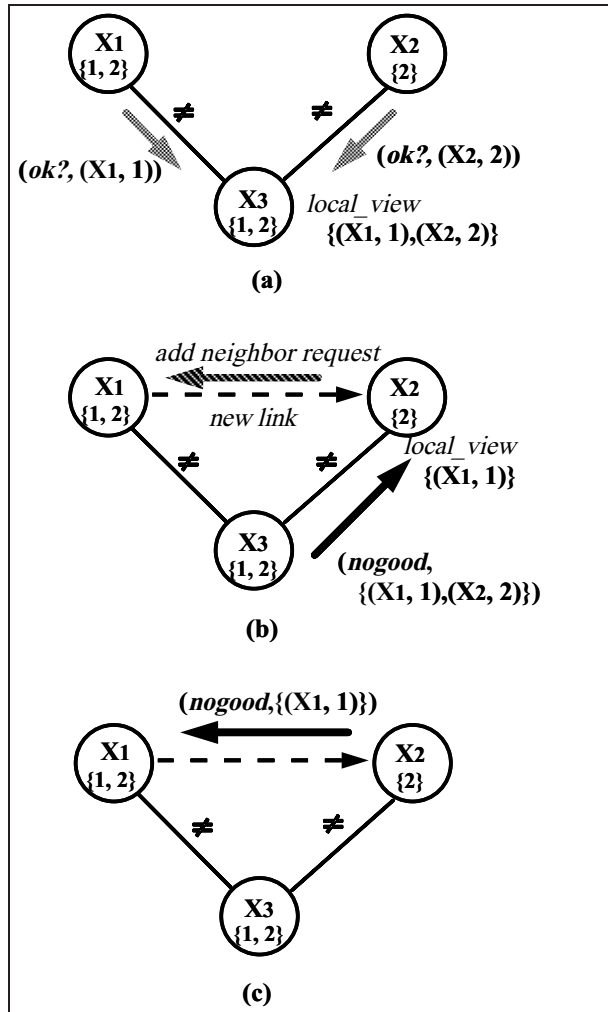 X1
{1, 2}
X2
{2}
≠
≠
(ok?, (X1, 1))
(ok?, (X2, 2))
X3
{1, 2}
local_view
{(X1, 1),(X2, 2)}
(a)
add neighbor request
X1
{1, 2}
X2
{2}
new link
≠
≠
local_view
{(X1, 1)}
X3
{1, 2}
(nogood,
{(X1, 1),(X2, 2)})
(b)
(nogood,{(X1, 1)})
X1
{1, 2}
X2
{2}
≠
≠
X3
{1, 2}
(c)